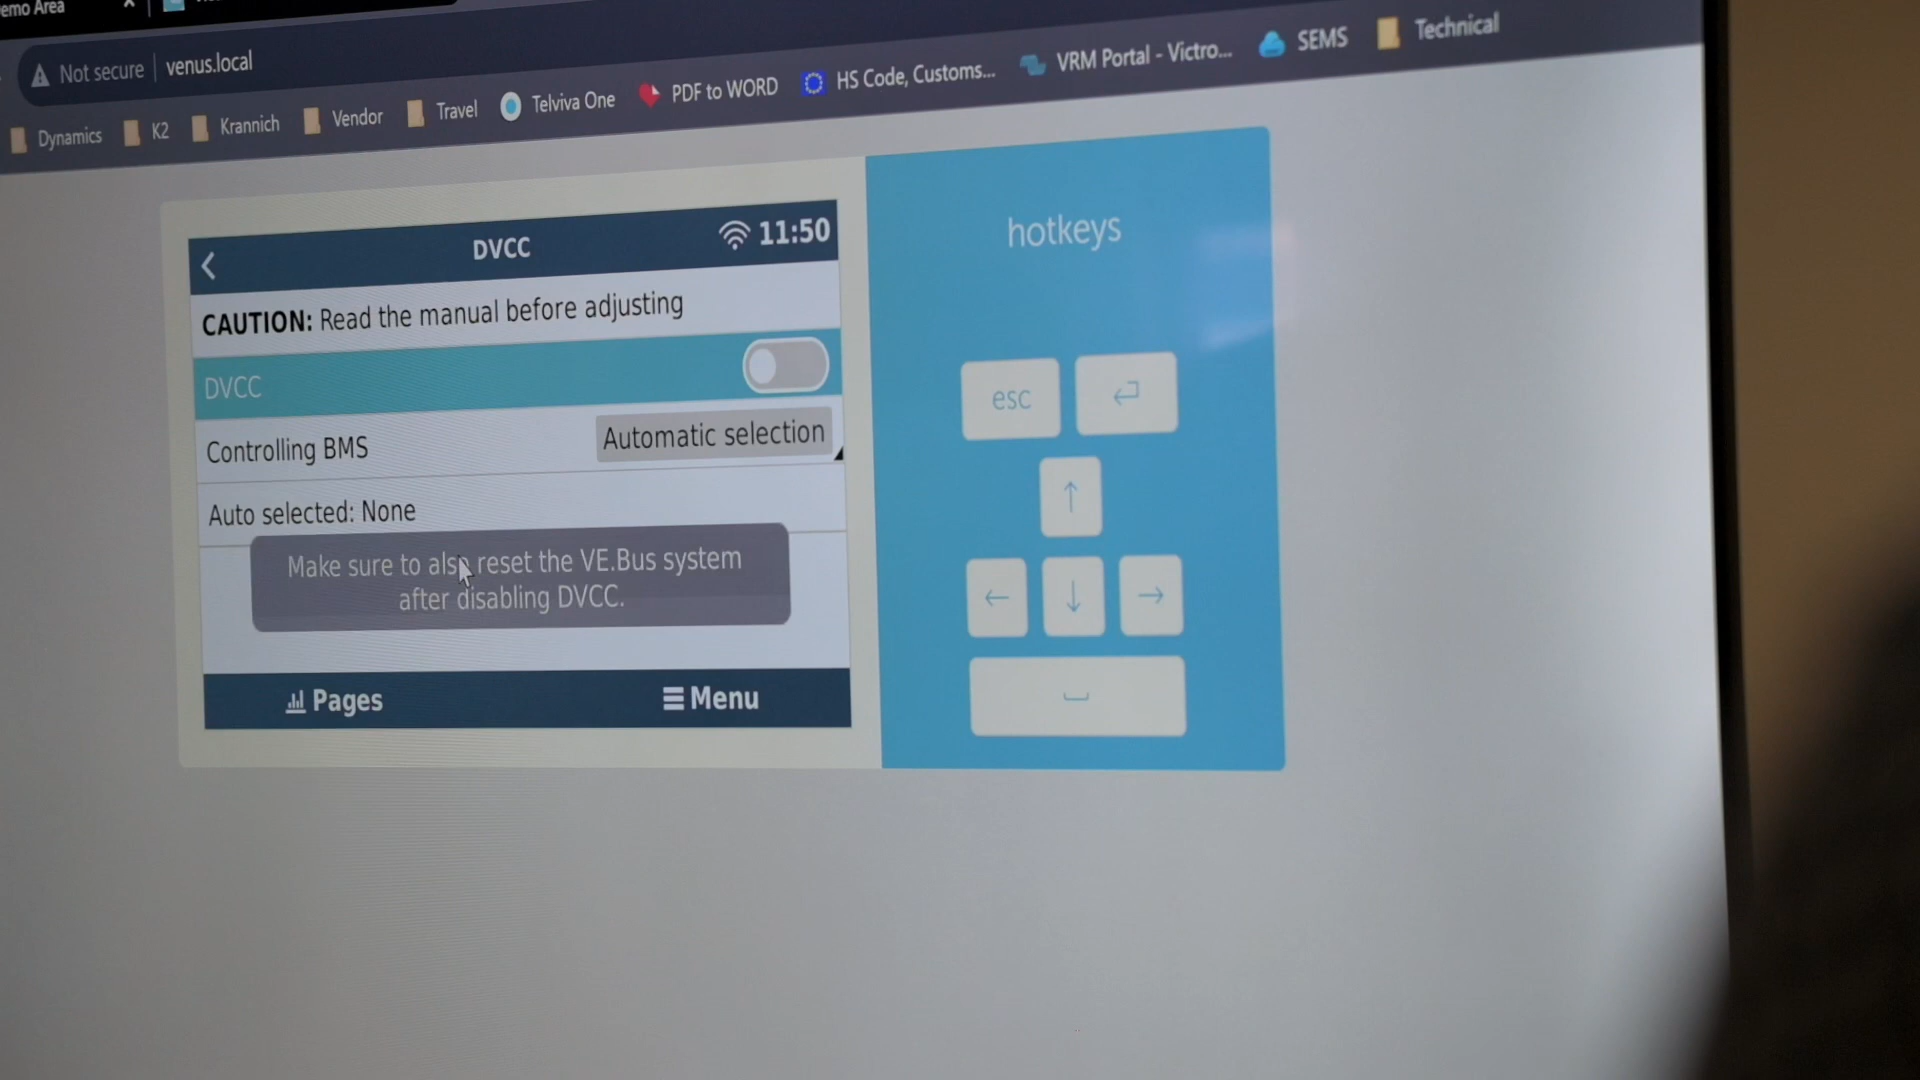 emo Area
Not secure | venus.local
Dynamics K2 Krannich Vendor Travel Telviva One PDF to WORD HS Code, Customs... VRM Portal - Victro... SEMS Technical
DVCC 11:50
CAUTION: Read the manual before adjusting
DVCC
Controlling BMS Automatic selection
Auto selected: None
Make sure to also reset the VE.Bus system
after disabling DVCC.
Pages Menu
hotkeys
esc